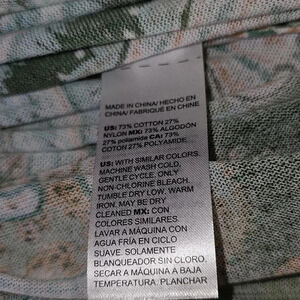 MADE IN CHINA/ HECHO EN
CHINA/ FABRIQUÉ EN CHINE
US: 73% COTTON 27%
NYLON MX: 73% ALGODÓN
27% poliamida CA: 73%
COTON 27% POLYAMIDE.
US: WITH SIMILAR COLORS.
MACHINE WASH COLD,
GENTLE CYCLE. ONLY
NON-CHLORINE BLEACH.
TUMBLE DRY LOW. WARM
IRON. MAY BE DRY
CLEANED MX: CON
COLORES SIMILARES.
LAVAR A MÁQUINA CON
AGUA FRÍA EN CICLO
SUAVE. SOLAMENTE
BLANQUEADOR SIN CLORO.
SECAR A MÁQUINA A BAJA
TEMPERATURA. PLANCHAR